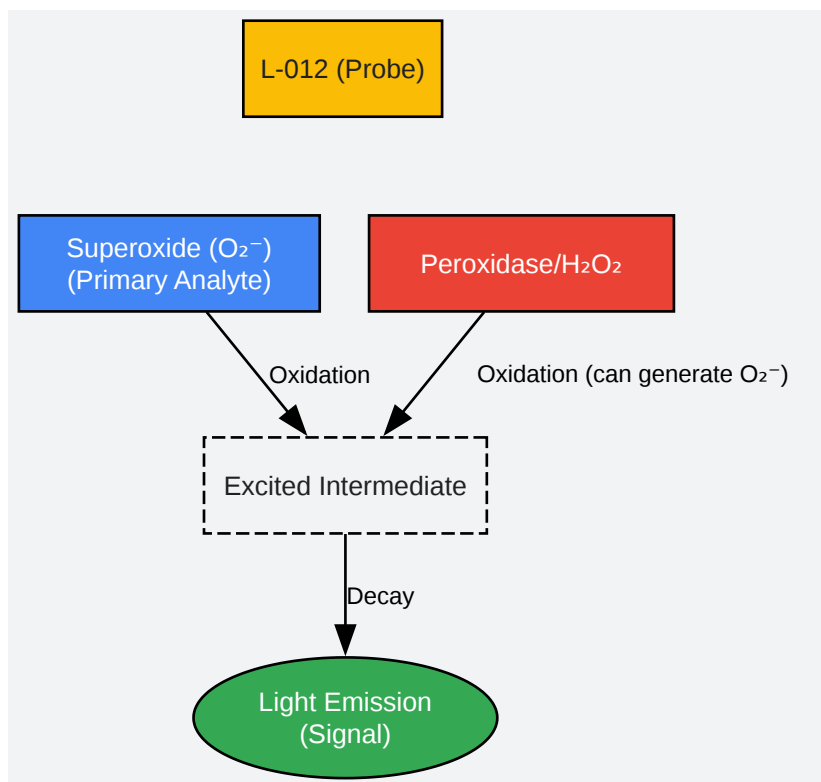 L-012 (Probe)
Superoxide (O₂⁻)
(Primary Analyte)
Peroxidase/H₂O₂
Oxidation
Oxidation (can generate O₂⁻)
Excited Intermediate
Decay
Light Emission
(Signal)